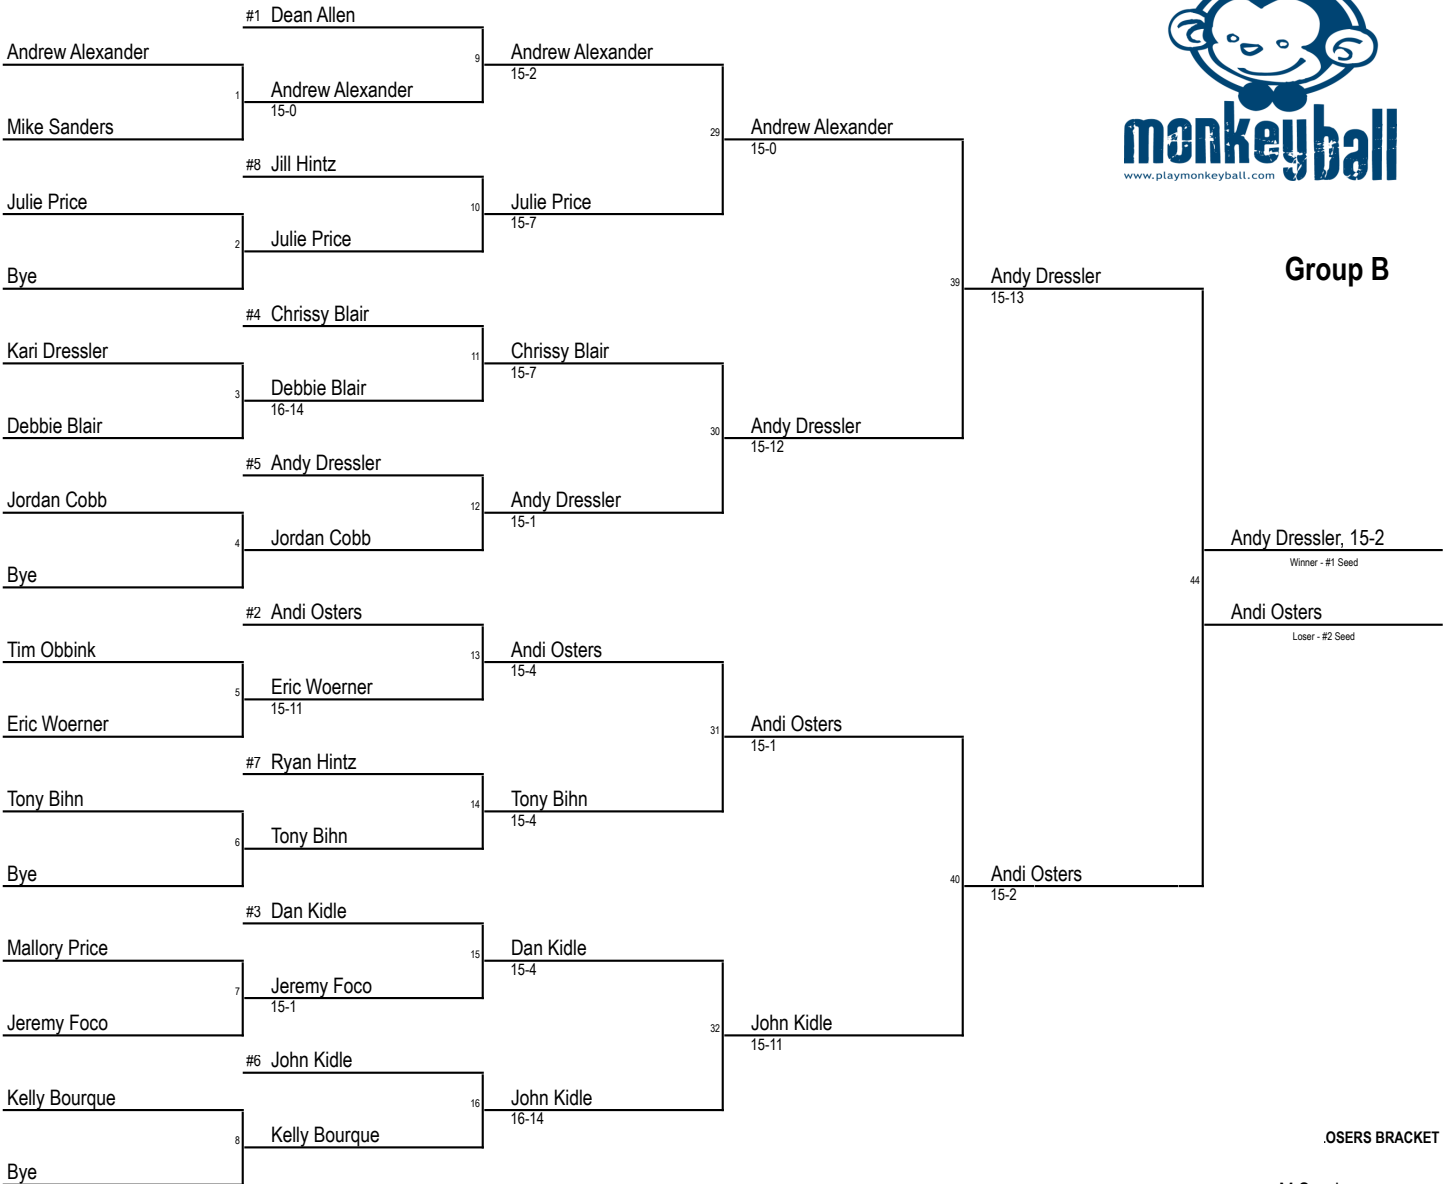 #1 Dean Allen
Andrew Alexander
9
Andrew Alexander
15-2
1
Andrew Alexander
15-0
Mike Sanders
29
Andrew Alexander
15-0
monkeyball
www.playmonkeyball.com
#8 Jill Hintz
Julie Price
10
Julie Price
15-7
2
Julie Price
Bye
39
Andy Dressler
15-13
Group B
#4 Chrissy Blair
Kari Dressler
11
Chrissy Blair
15-7
3
Debbie Blair
16-14
Debbie Blair
30
Andy Dressler
15-12
#5 Andy Dressler
Jordan Cobb
12
Andy Dressler
15-1
4
Jordan Cobb
Bye
44
Andy Dressler, 15-2
Winner - #1 Seed
Andi Osters
Loser - #2 Seed
#2 Andi Osters
Tim Obbink
13
Andi Osters
15-4
5
Eric Woerner
15-11
Eric Woerner
31
Andi Osters
15-1
#7 Ryan Hintz
Tony Bihn
14
Tony Bihn
15-4
6
Tony Bihn
Bye
40
Andi Osters
15-2
#3 Dan Kidle
Mallory Price
15
Dan Kidle
15-4
7
Jeremy Foco
15-1
Jeremy Foco
32
John Kidle
15-11
#6 John Kidle
Kelly Bourque
16
John Kidle
16-14
8
Kelly Bourque
Bye
OSERS BRACKET